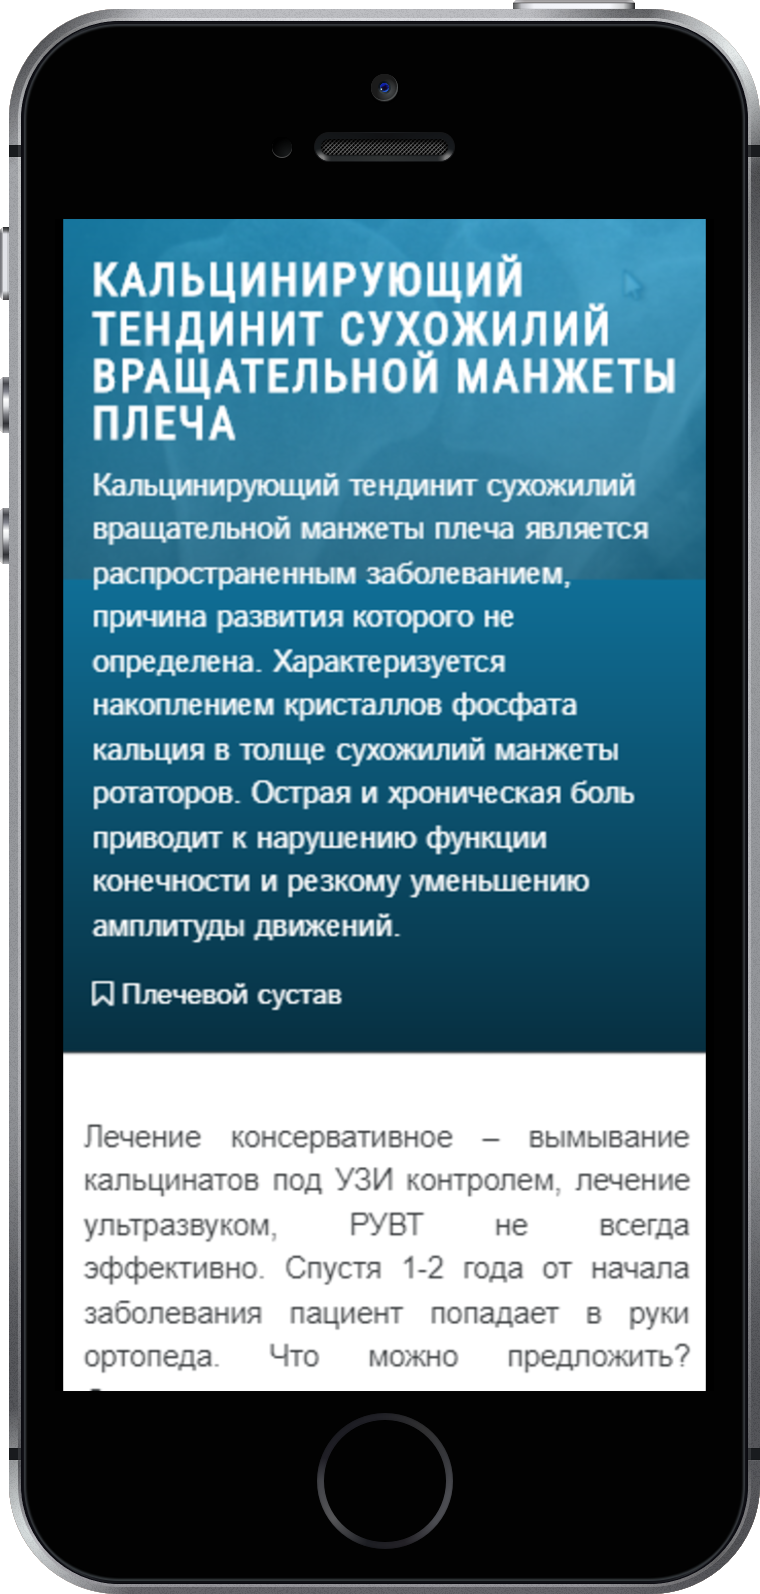 КАЛЬЦИНИРУЮЩИЙ
ТЕНДИНИТ СУХОЖИЛИЙ
ВРАЩАТЕЛЬНОЙ МАНЖЕТЫ
ПЛЕЧА
Кальцинирующий тендинит сухожилий
вращательной манжеты плеча является
распространенным заболеванием,
причина развития которого не
определена. Характеризуется
накоплением кристаллов фосфата
кальция в толще сухожилий манжеты
ротаторов. Острая и хроническая боль
приводит к нарушению функции
конечности и резкому уменьшению
амплитуды движений.
Плечевой сустав
Лечение консервативное – вымывание
кальцинатов под УЗИ контролем, лечение
ультразвуком, РУВТ не всегда
эффективно. Спустя 1-2 года от начала
заболевания пациент попадает в руки
ортопеда. Что можно предложить?